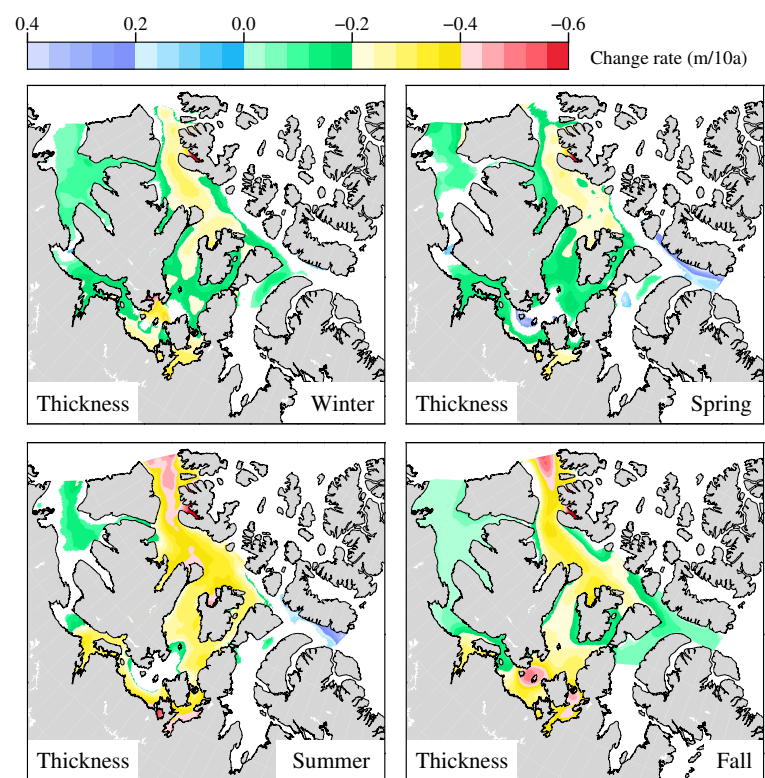 0.4 0.2 0.0 −0.2 −0.4 −0.6
Change rate (m/10a)
Thickness Winter
Thickness Spring
Thickness Summer
Thickness Fall